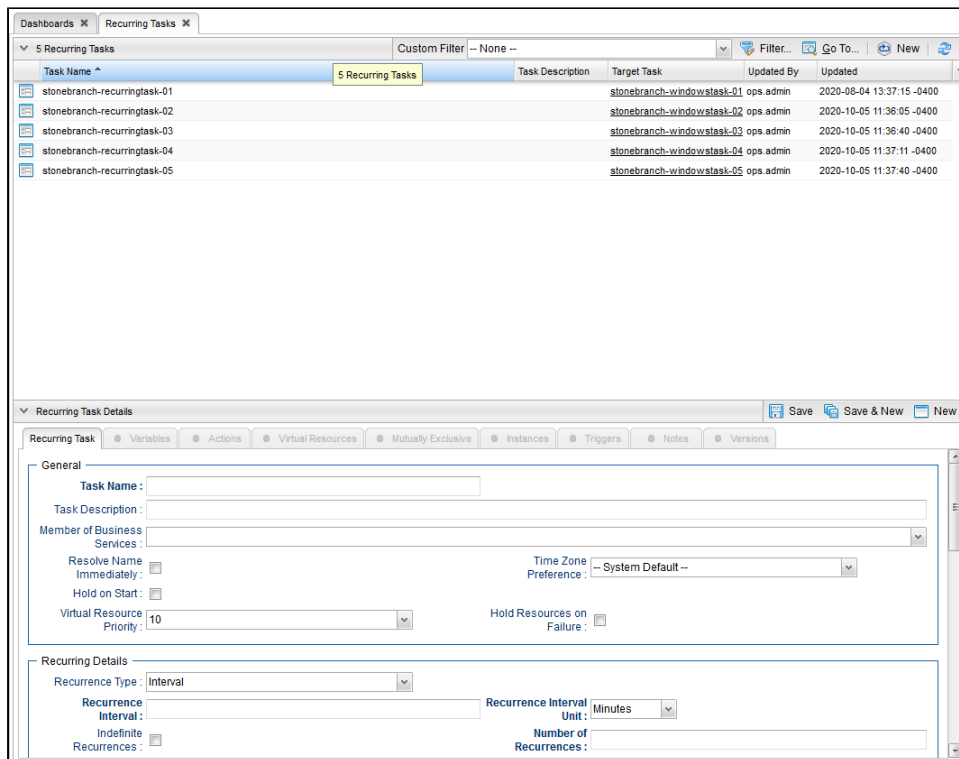 Dashboards Recurring Tasks
5 Recurring Tasks Custom Filter -- None -- Filter... Go To... New
Task Name Task Description Target Task Updated By Updated
5 Recurring Tasks
stonebranch-recurringtask-01 stonebranch-windowstask-01 ops.admin 2020-08-04 13:37:15 -0400
stonebranch-recurringtask-02 stonebranch-windowstask-02 ops.admin 2020-10-05 11:36:05 -0400
stonebranch-recurringtask-03 stonebranch-windowstask-03 ops.admin 2020-10-05 11:36:40 -0400
stonebranch-recurringtask-04 stonebranch-windowstask-04 ops.admin 2020-10-05 11:37:11 -0400
stonebranch-recurringtask-05 stonebranch-windowstask-05 ops.admin 2020-10-05 11:37:40 -0400
Recurring Task Details Save Save & New New
Recurring Task Variables Actions Virtual Resources Mutually Exclusive Instances Triggers Notes Versions
General
Task Name :
Task Description :
Member of Business
Services :
Resolve Name
Immediately :
Time Zone
Preference : -- System Default --
Hold on Start :
Virtual Resource
Priority : 10
Hold Resources on
Failure :
Recurring Details
Recurrence Type : Interval
Recurrence
Interval :
Recurrence Interval
Unit : Minutes
Indefinite
Recurrences :
Number of
Recurrences :